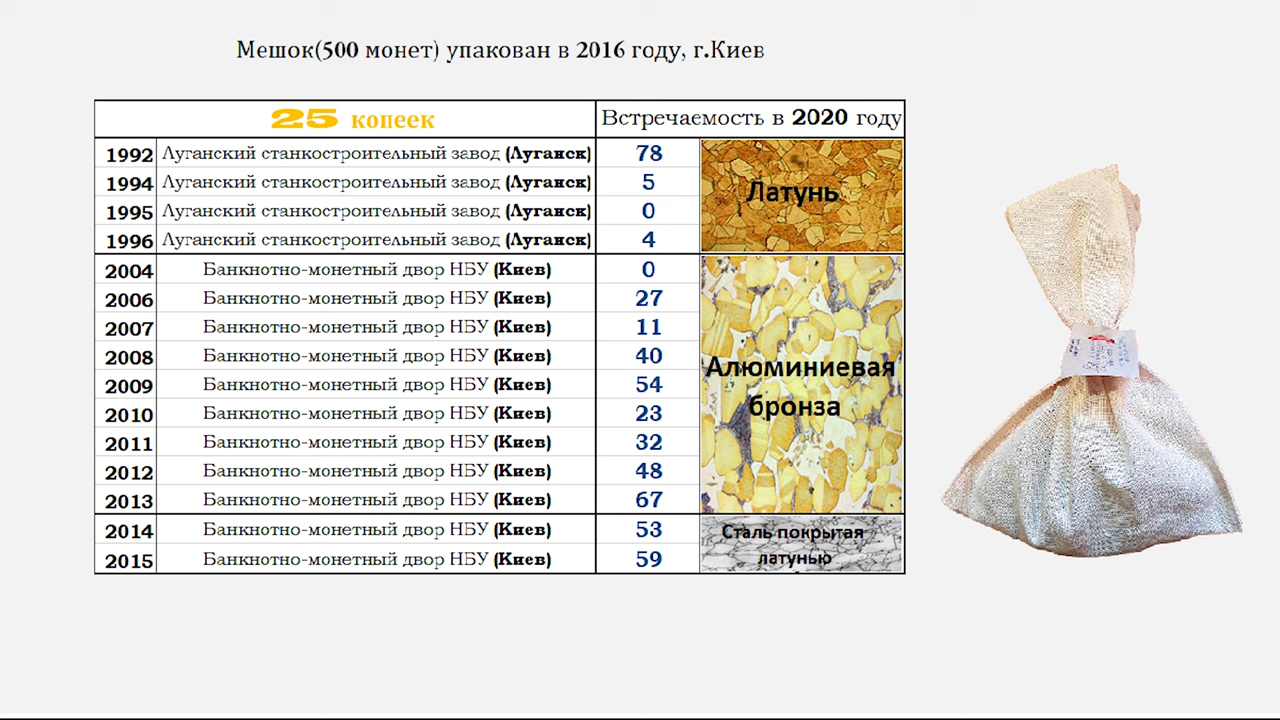 Мешок(500 монет) упакован в 2016 году, г.Киев
25 копеек Встречаемость в 2020 году
1992 Луганский станкостроительный завод (Луганск) 78
1994 Луганский станкостроительный завод (Луганск) 5
1995 Луганский станкостроительный завод (Луганск) 0
1996 Луганский станкостроительный завод (Луганск) 4
Латунь
2004 Банкнотно-монетный двор НБУ (Киев) 0
2006 Банкнотно-монетный двор НБУ (Киев) 27
2007 Банкнотно-монетный двор НБУ (Киев) 11
2008 Банкнотно-монетный двор НБУ (Киев) 40
2009 Банкнотно-монетный двор НБУ (Киев) 54
2010 Банкнотно-монетный двор НБУ (Киев) 23
2011 Банкнотно-монетный двор НБУ (Киев) 32
2012 Банкнотно-монетный двор НБУ (Киев) 48
2013 Банкнотно-монетный двор НБУ (Киев) 67
Алюминиевая
бронза
2014 Банкнотно-монетный двор НБУ (Киев) 53
2015 Банкнотно-монетный двор НБУ (Киев) 59
Сталь покрытая
латунью